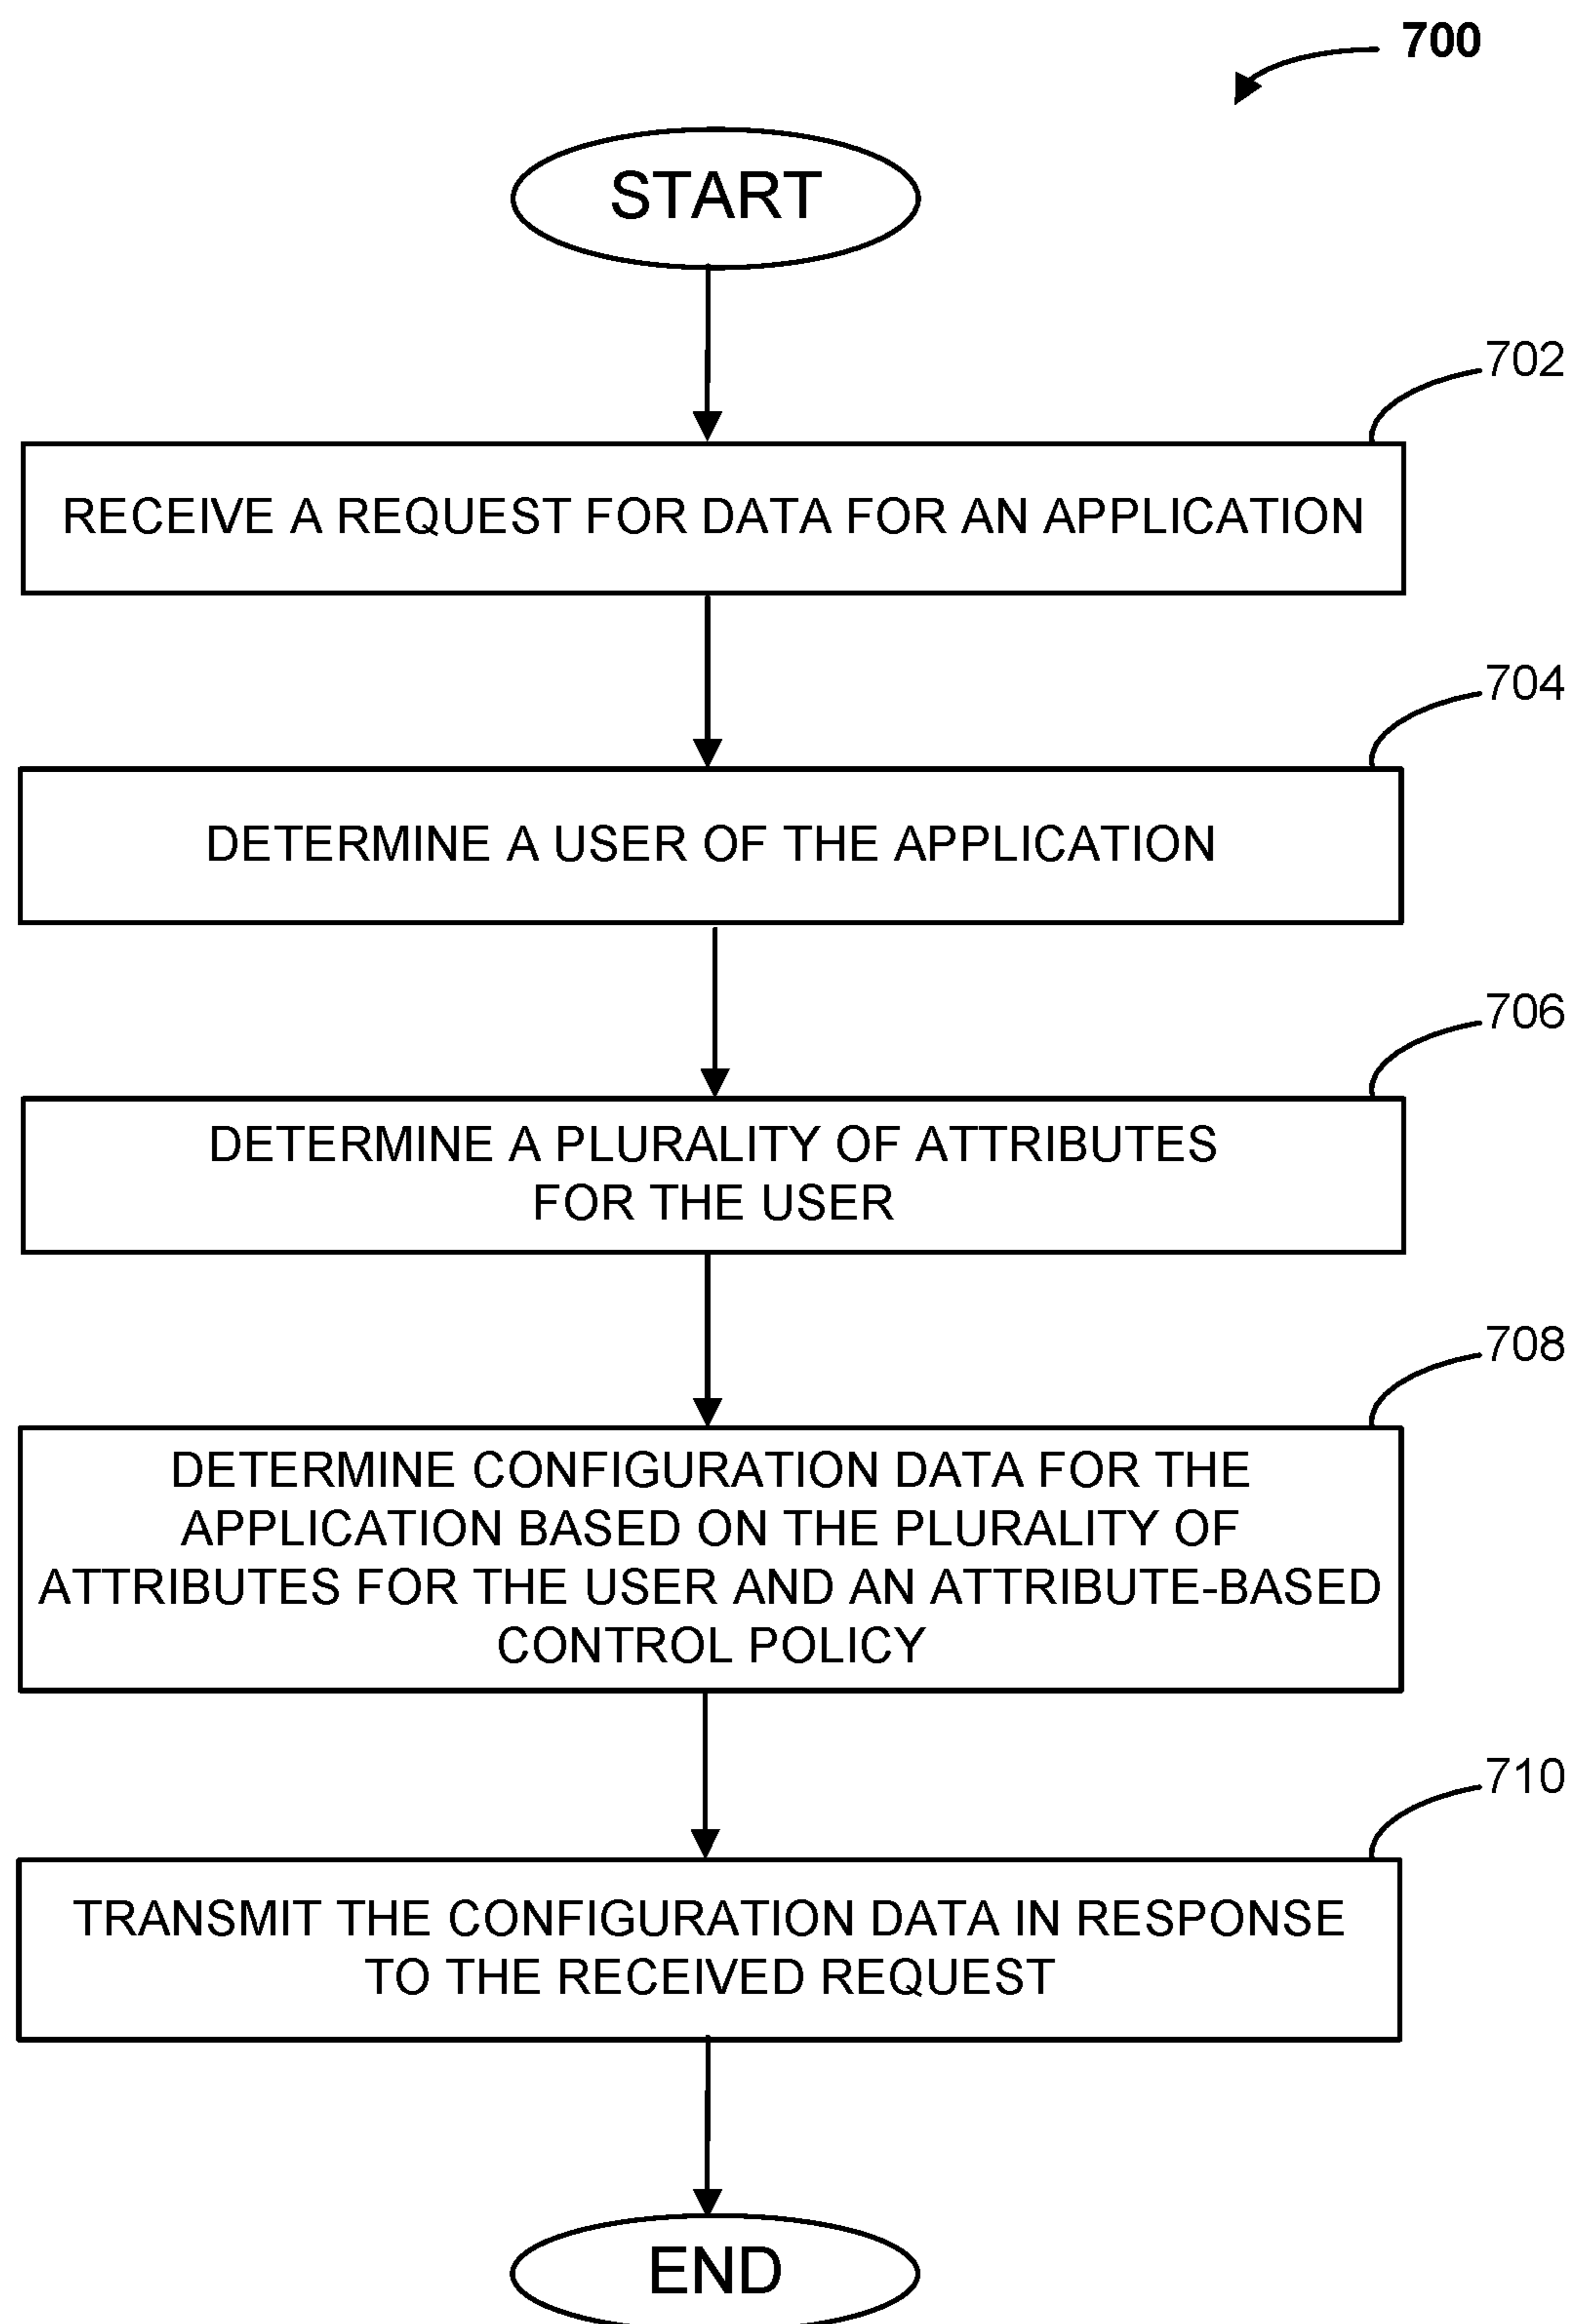 700
START
702
RECEIVE A REQUEST FOR DATA FOR AN APPLICATION
704
DETERMINE A USER OF THE APPLICATION
706
DETERMINE A PLURALITY OF ATTRIBUTES
FOR THE USER
708
DETERMINE CONFIGURATION DATA FOR THE
APPLICATION BASED ON THE PLURALITY OF
ATTRIBUTES FOR THE USER AND AN ATTRIBUTE-BASED
CONTROL POLICY
710
TRANSMIT THE CONFIGURATION DATA IN RESPONSE
TO THE RECEIVED REQUEST
END